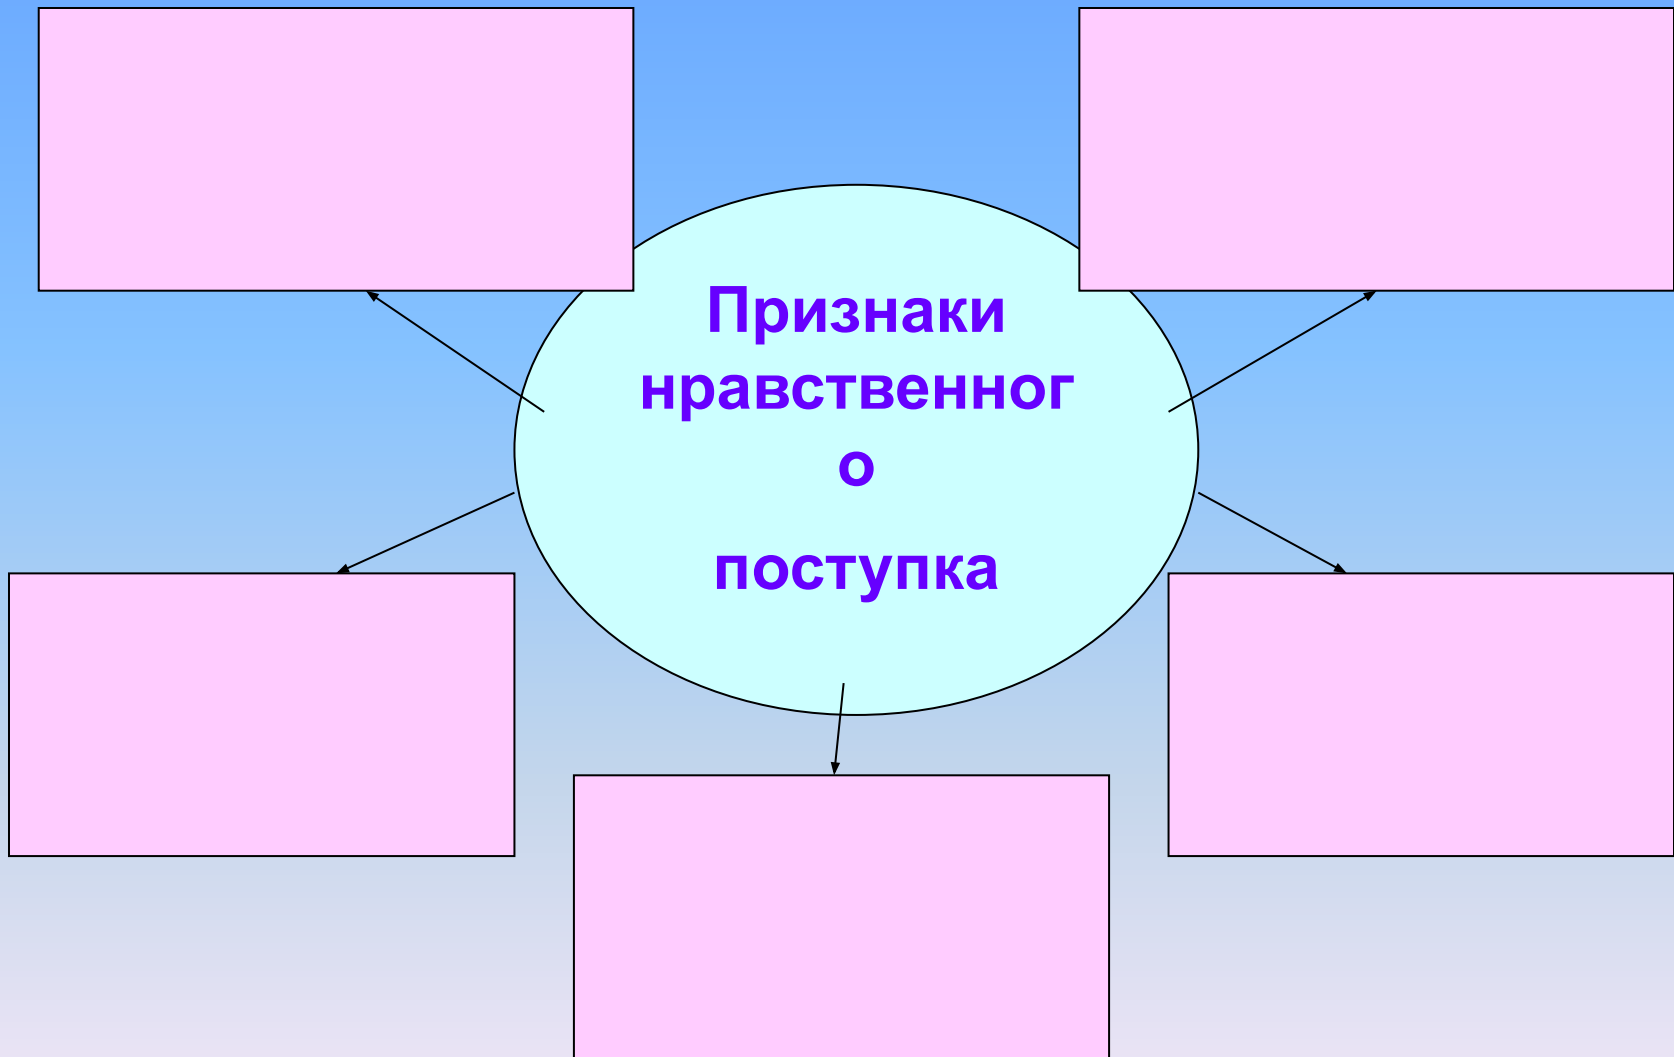 Признаки
нравственног
о
поступка